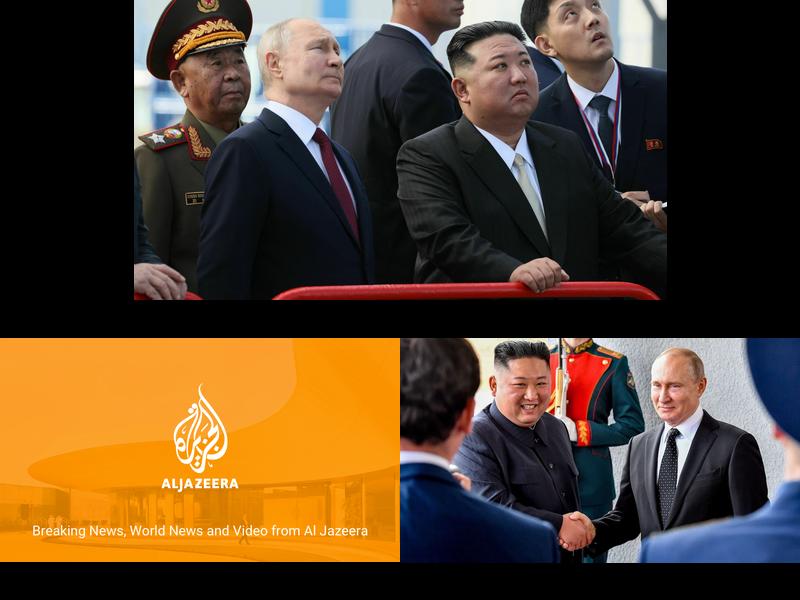 الجزيرة
ALJAZEERA
Breaking News, World News and Video from Al Jazeera